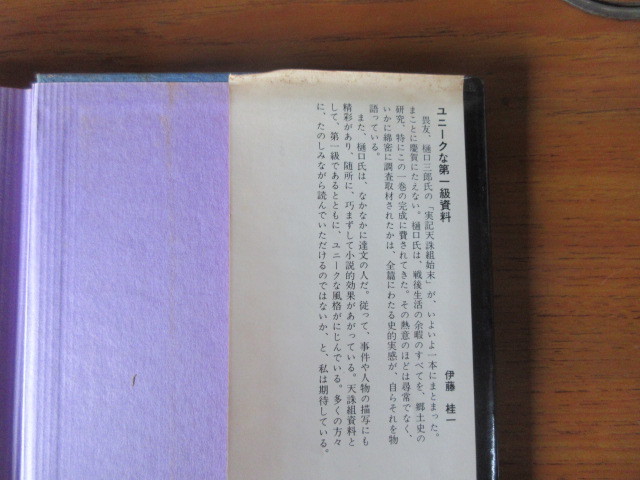 ユニークな第一級資料
伊藤 桂一
畏友、樋口三郎氏の「実記天誅組始末」が、いよいよ一本にまとまった。
まことに慶賀にたえない。樋口氏は、戦後生活の余暇のすべてを、郷土史の
研究、特にこの一巻の完成に費されてきた。その熱意のほどは尋常でなく、
いかに綿密に調査取材されたかは、全篇にわたる史的実感が、自らそれを物
語っている。
また、樋口氏は、なかなかに達文の人だ。従って、事件や人物の描写にも
精彩があり、随所に、巧まずして小説的効果があがっている。天誅組資料と
して、第一級であるとともに、ユニークな風格がにじんでいる。多くの方々
に、たのしみながら読んでいただけるのではないか、と、私は期待している。